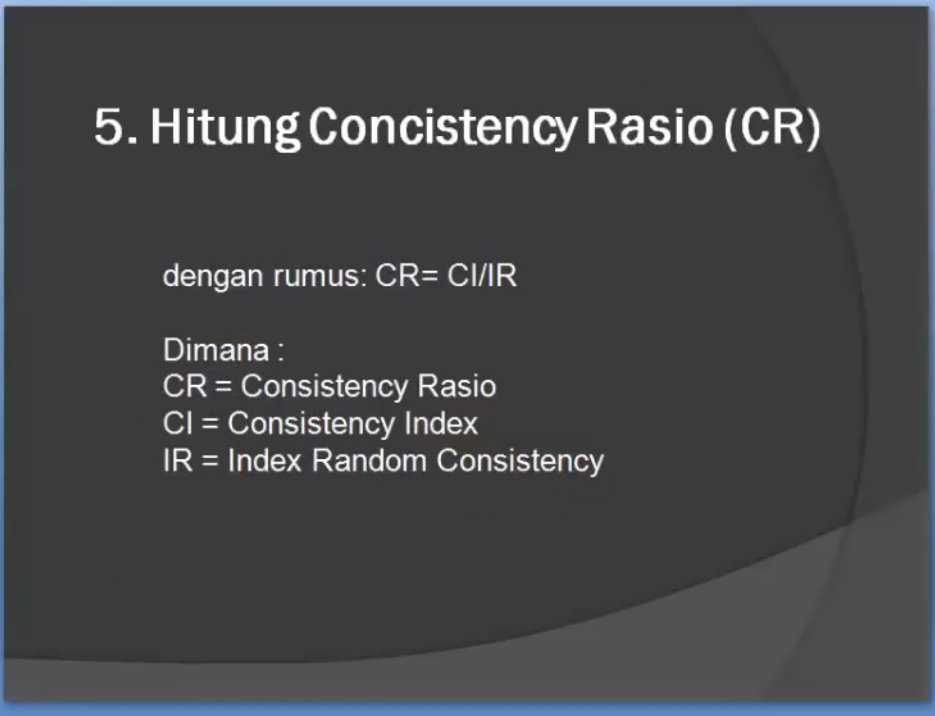 5. Hitung Concistency Rasio (CR)
dengan rumus: CR= CI/IR
Dimana :
CR = Consistency Rasio
CI = Consistency Index
IR = Index Random Consistency